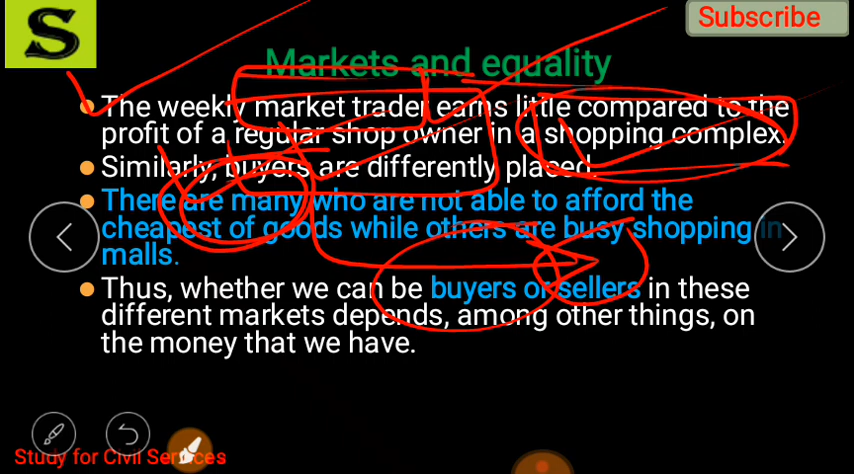 S
Subscribe
Markets and equality
The weekly market trader earns little compared to the
profit of a regular shop owner in a shopping complex.
Similarly, buyers are differently placed.
There are many who are not able to afford the
cheapest of goods while others are busy shopping in
malls.
Thus, whether we can be buyers or sellers in these
different markets depends, among other things, on
the money that we have.
Study for Civil Services